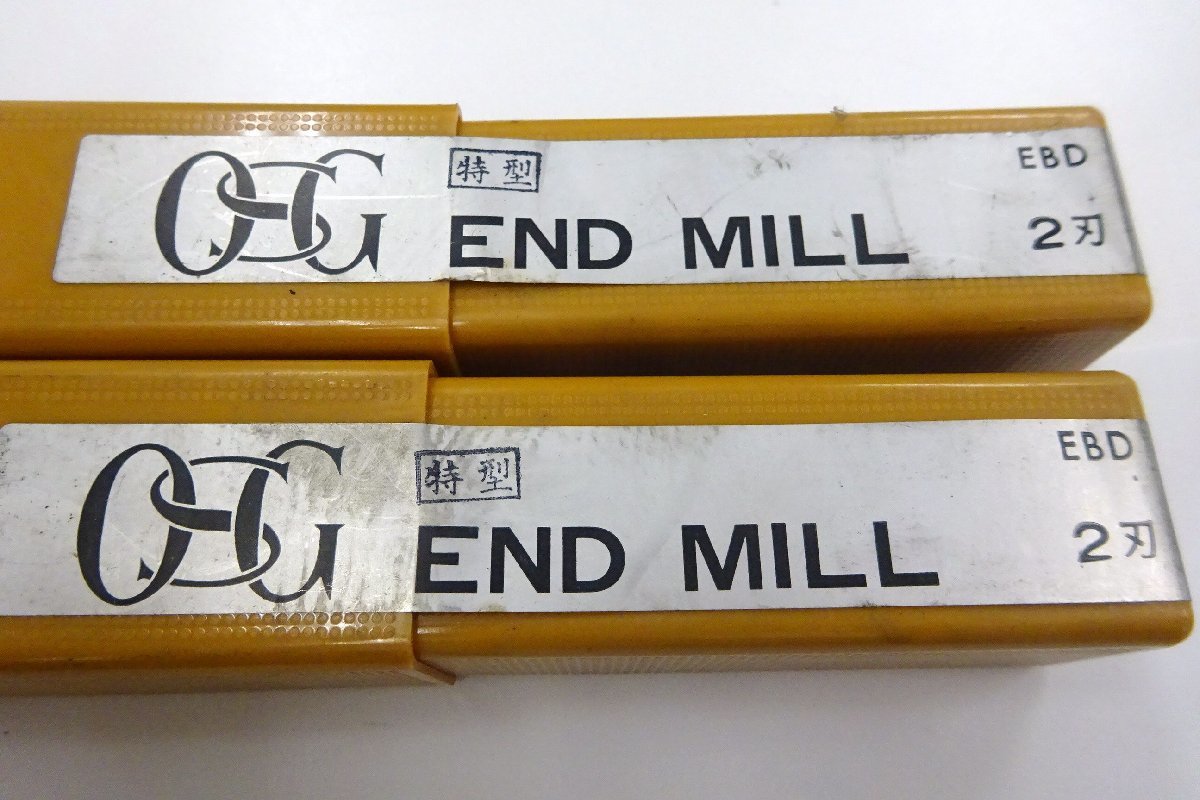 OSG
特型
END MILL
EBD
2刃
OSG
特型
END MILL
EBD
2刃